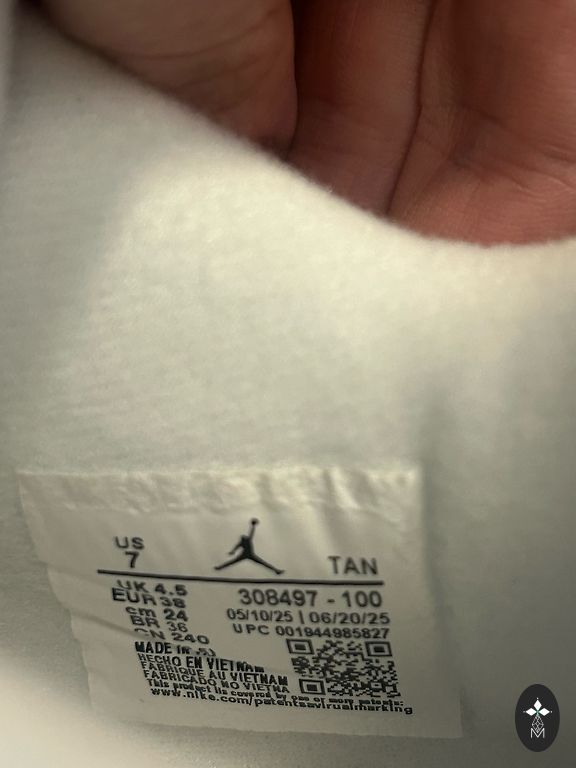 US
7
TAN
UK 4.5
EUR 38
cm 24
BR 36
CN 240
308497 - 100
05/10/25 | 06/20/25
UPC 001944985827
MADE IN
HECHO EN VIETNAM
FABRIQUE AU VIETNAM
FABRICADO NO VIETNA
This product is covered by one or more patents:
www.nike.com/patentsavirualmarking
M